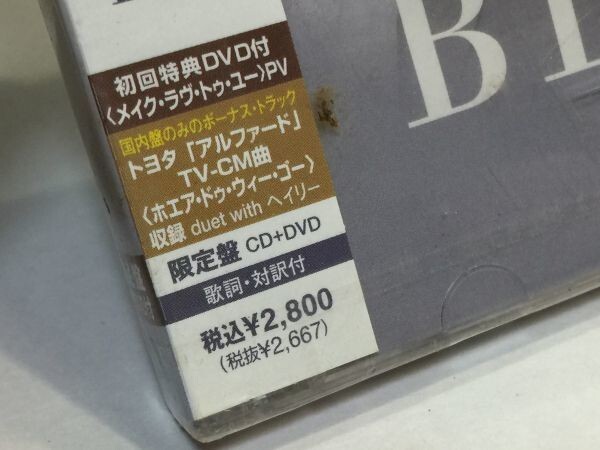 初回特典DVD付
〈メイク・ラヴ・トゥ・ユー〉PV
国内盤のみのボーナス・トラック
トヨタ「アルファード」
TV-CM曲
〈ホエア・ドゥ・ウィー・ゴー〉
収録 duet with ヘイリー
限定盤 CD+DVD
歌詞・対訳付
税込¥2,800
(税抜¥2,667)
B